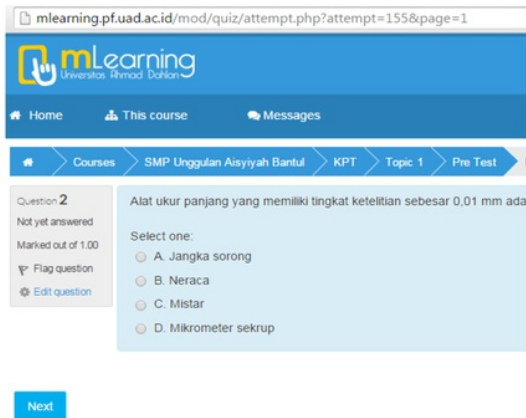 mlearning.pf.uad.ac.id/mod/quiz/attempt.php?attempt=155&page=1
mLearning
Universitas Ahmad Dahlan
Home This course Messages
Courses SMP Unggulan Aisyiyah Bantul KPT Topic 1 Pre Test
Question 2
Not yet answered
Marked out of 1.00
Flag question
Edit question
Alat ukur panjang yang memiliki tingkat ketelitian sebesar 0,01 mm ada
Select one:
A. Jangka sorong
B. Neraca
C. Mistar
D. Mikrometer sekrup
Next